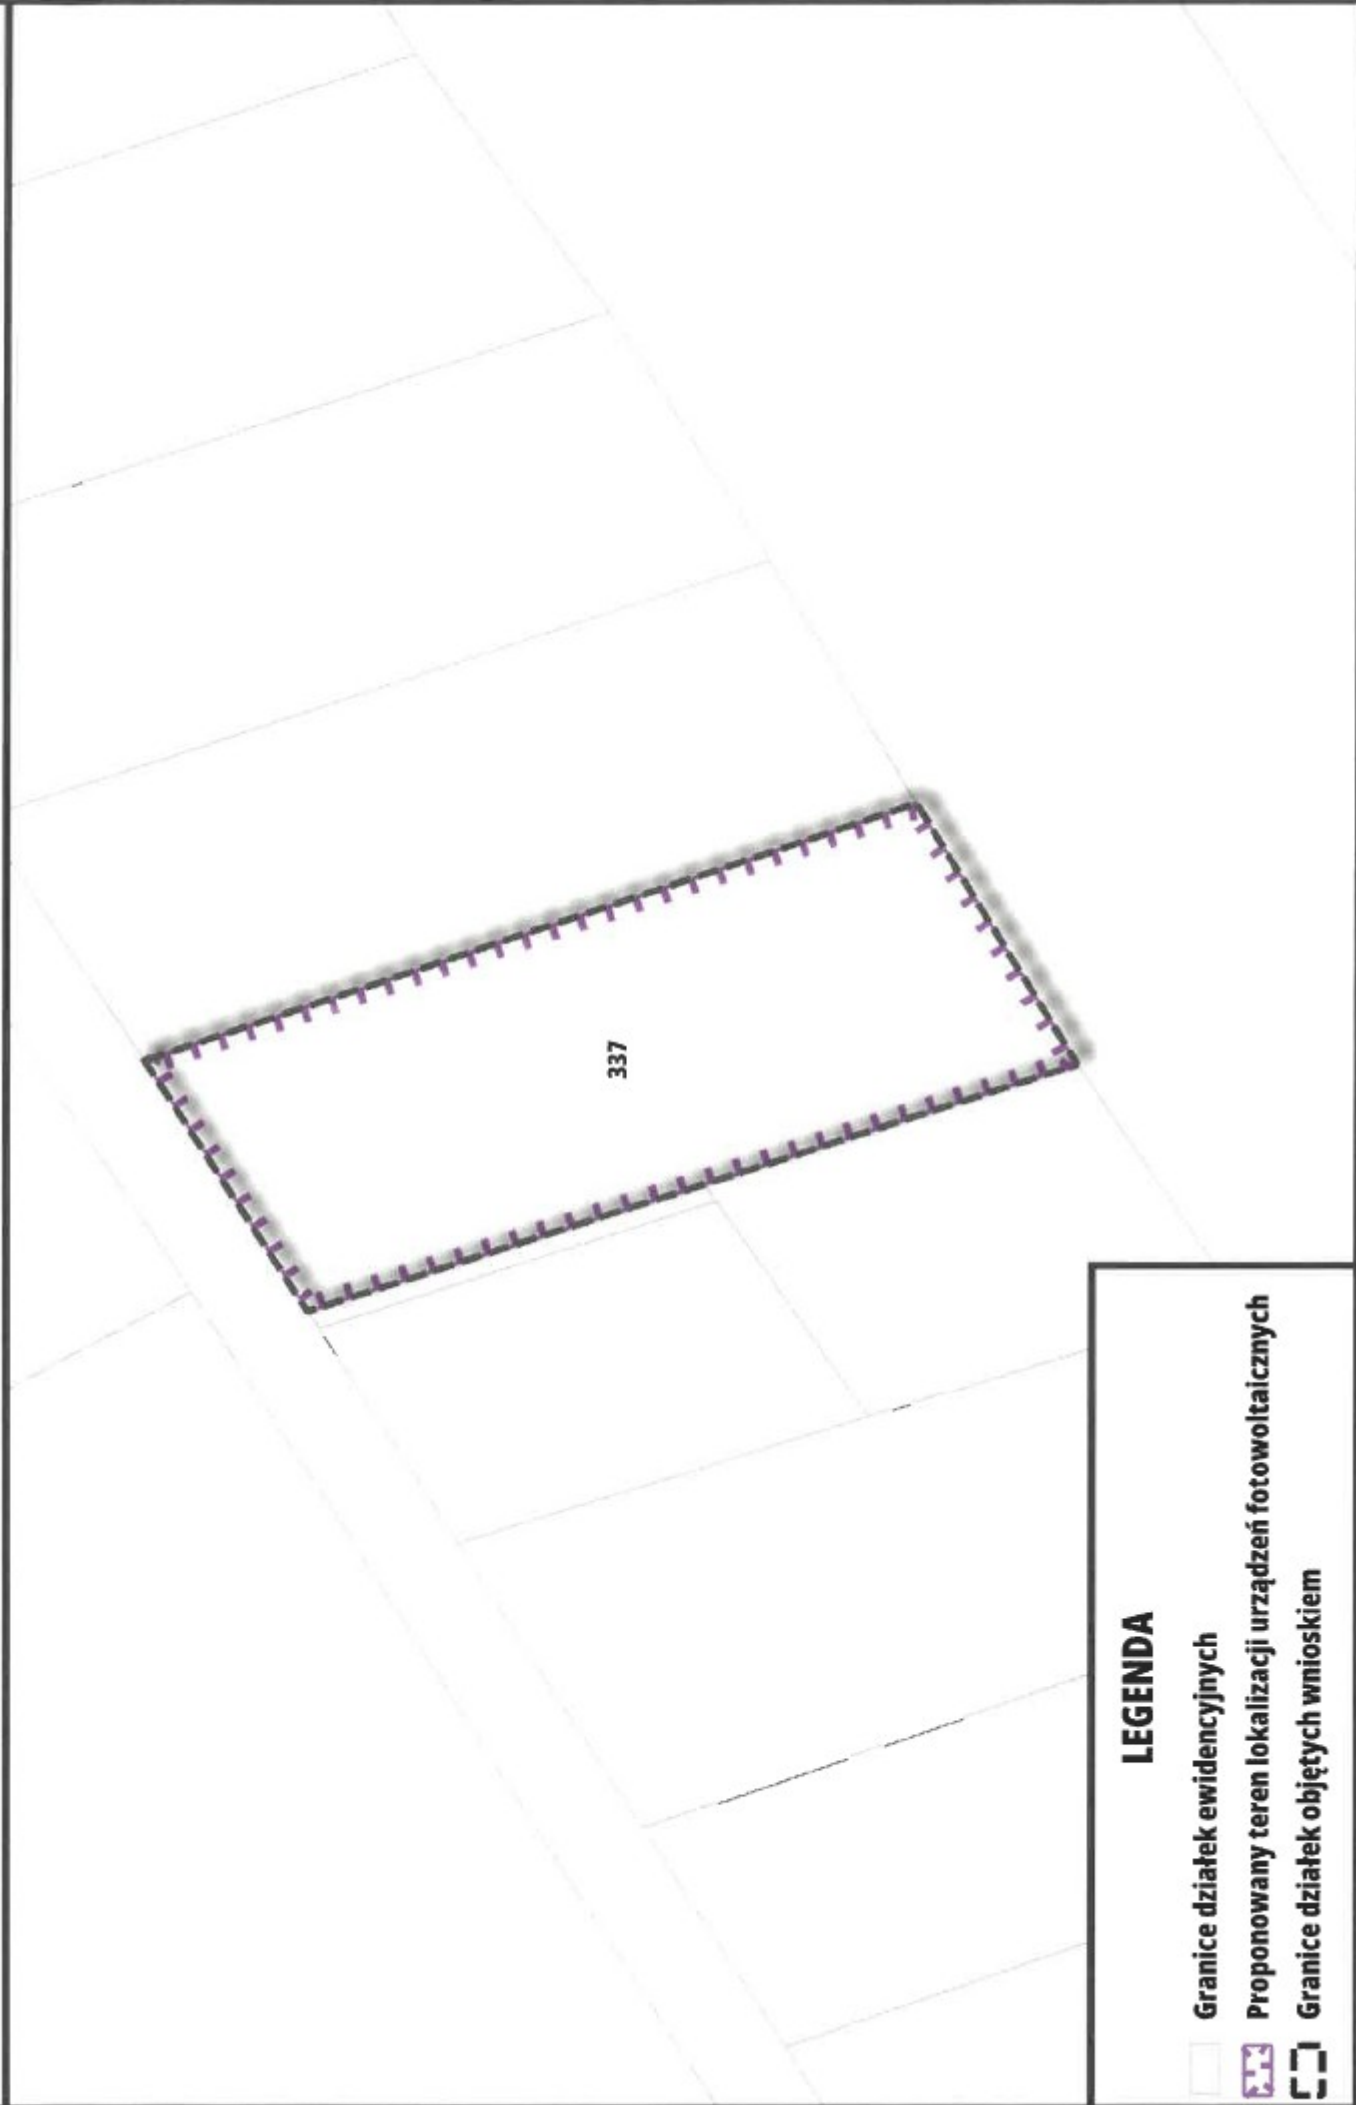 337
LEGENDA
Granice działek ewidencyjnych
Proponowany teren lokalizacji urządzeń fotowoltaicznych
Granice działek objętych wnioskiem